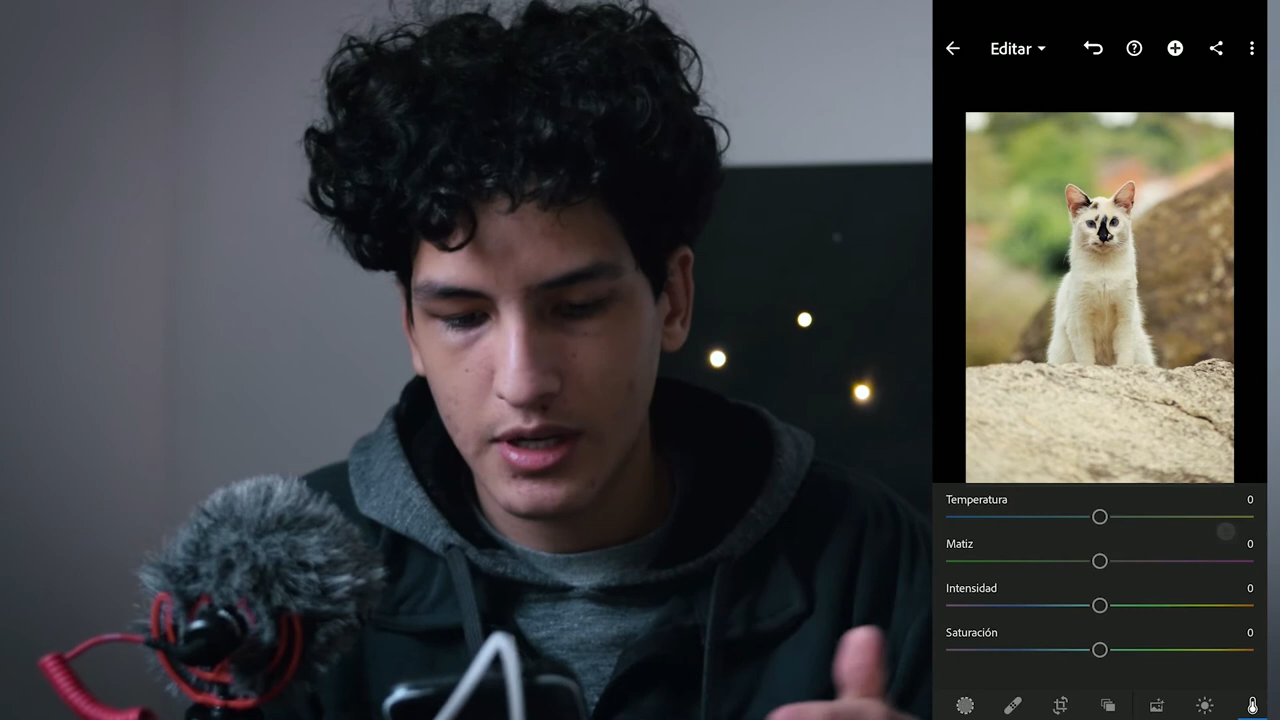 Editar
Temperatura 0
Matiz 0
Intensidad 0
Saturación 0